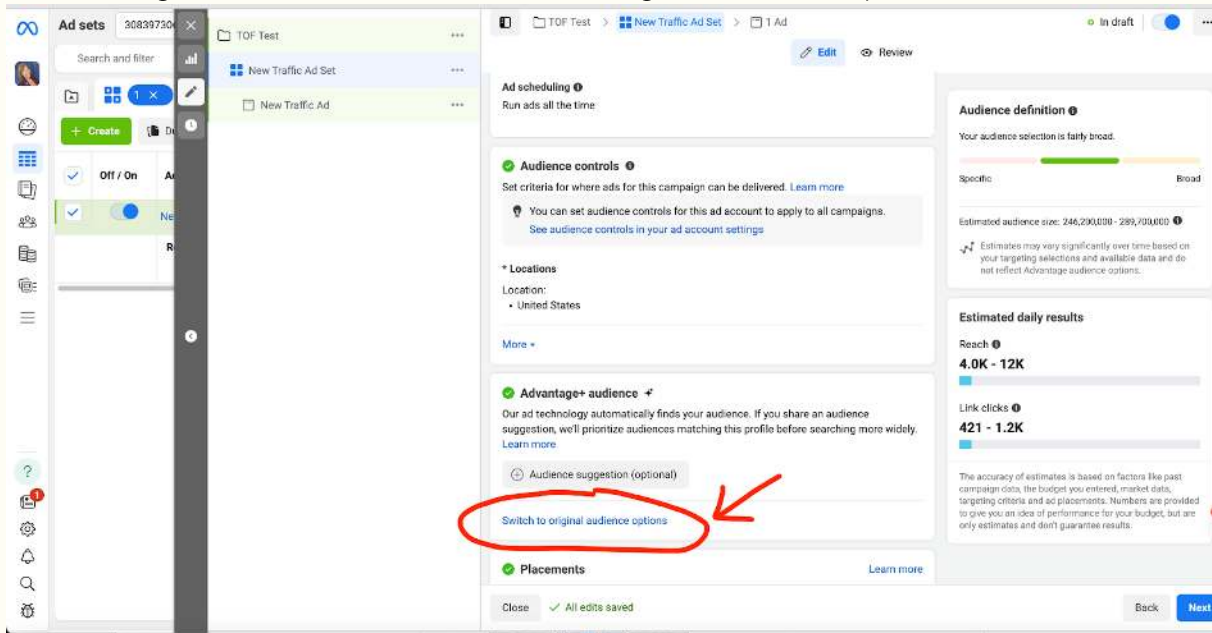 Ad sets
Search and filter
1 ×
+ Create
Off / On
TOF Test
New Traffic Ad Set
New Traffic Ad
TOF Test > New Traffic Ad Set > 1 Ad
In draft
Edit
Review
Ad scheduling
Run ads all the time
Audience controls
Set criteria for where ads for this campaign can be delivered. Learn more
You can set audience controls for this ad account to apply to all campaigns.
See audience controls in your ad account settings
* Locations
Location:
• United States
More
Advantage+ audience
Our ad technology automatically finds your audience. If you share an audience
suggestion, we'll prioritize audiences matching this profile before searching more widely.
Learn more
Audience suggestion (optional)
Switch to original audience options
Placements
Learn more
Close
All edits saved
Back
Next
Audience definition
Your audience selection is fairly broad.
Specific
Broad
Estimated audience size: 246,200,000 - 289,700,000
Estimates may vary significantly over time based on
your targeting selections and available data and do
not reflect Advantage audience options.
Estimated daily results
Reach
4.0K - 12K
Link clicks
421 - 1.2K
The accuracy of estimates is based on factors like past
campaign data, the budget you entered, market data,
targeting criteria and ad placements. Numbers are provided
to give you an idea of performance for your budget, but are
only estimates and don't guarantee results.